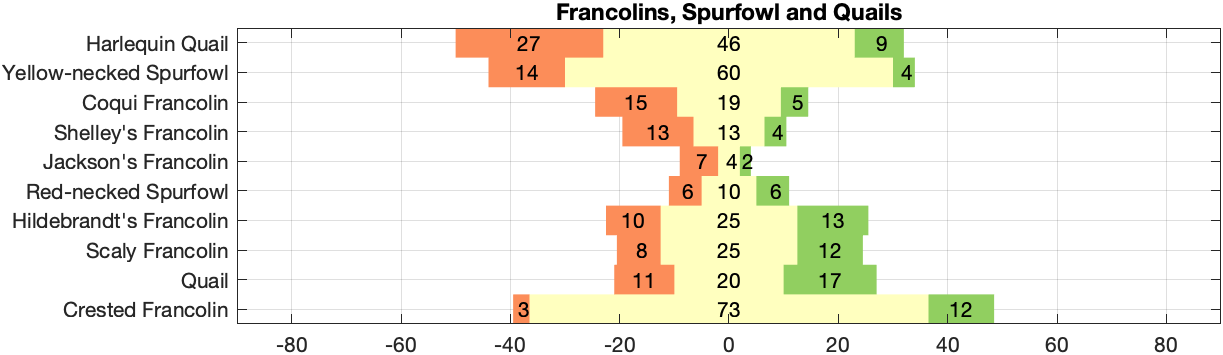 Francolins, Spurfowl and Quails
Harlequin Quail 27 46 9
Yellow-necked Spurfowl 14 60 4
Coqui Francolin 15 19 5
Shelley's Francolin 13 13 4
Jackson's Francolin 7 4 2
Red-necked Spurfowl 6 10 6
Hildebrandt's Francolin 10 25 13
Scaly Francolin 8 25 12
Quail 11 20 17
Crested Francolin 3 73 12
-80 -60 -40 -20 0 20 40 60 80